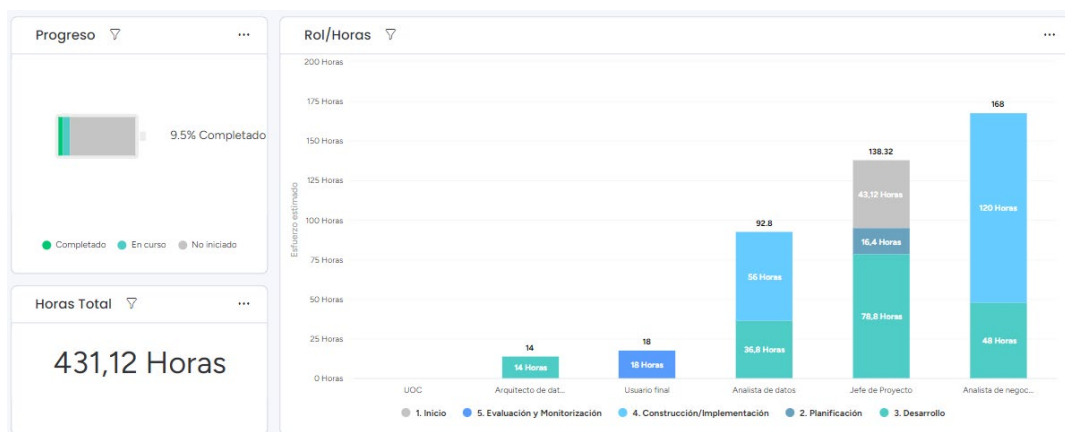 Progreso
9.5% Completado
Completado En curso No iniciado
Horas Total
431,12 Horas
Rol/Horas
200 Horas
175 Horas
150 Horas
125 Horas
100 Horas
75 Horas
50 Horas
25 Horas
0 Horas
Esfuerzo estimado
14
14 Horas
18
18 Horas
92.8
56 Horas
36,8 Horas
138.32
43,12 Horas
16,4 Horas
78,8 Horas
168
120 Horas
48 Horas
UOC Arquitecto de dat... Usuario final Analista de datos Jefe de Proyecto Analista de negoc...
1. Inicio 5. Evaluación y Monitorización 4. Construcción/Implementación 2. Planificación 3. Desarrollo